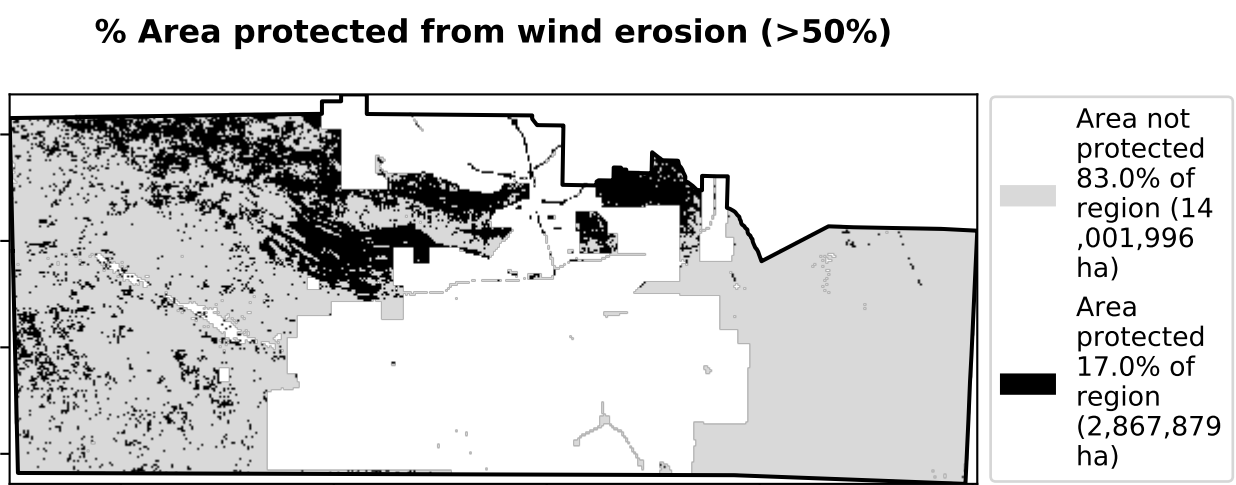 % Area protected from wind erosion (>50%)
Area not
protected
83.0% of
region (14
,001,996
ha)
Area
protected
17.0% of
region
(2,867,879
ha)